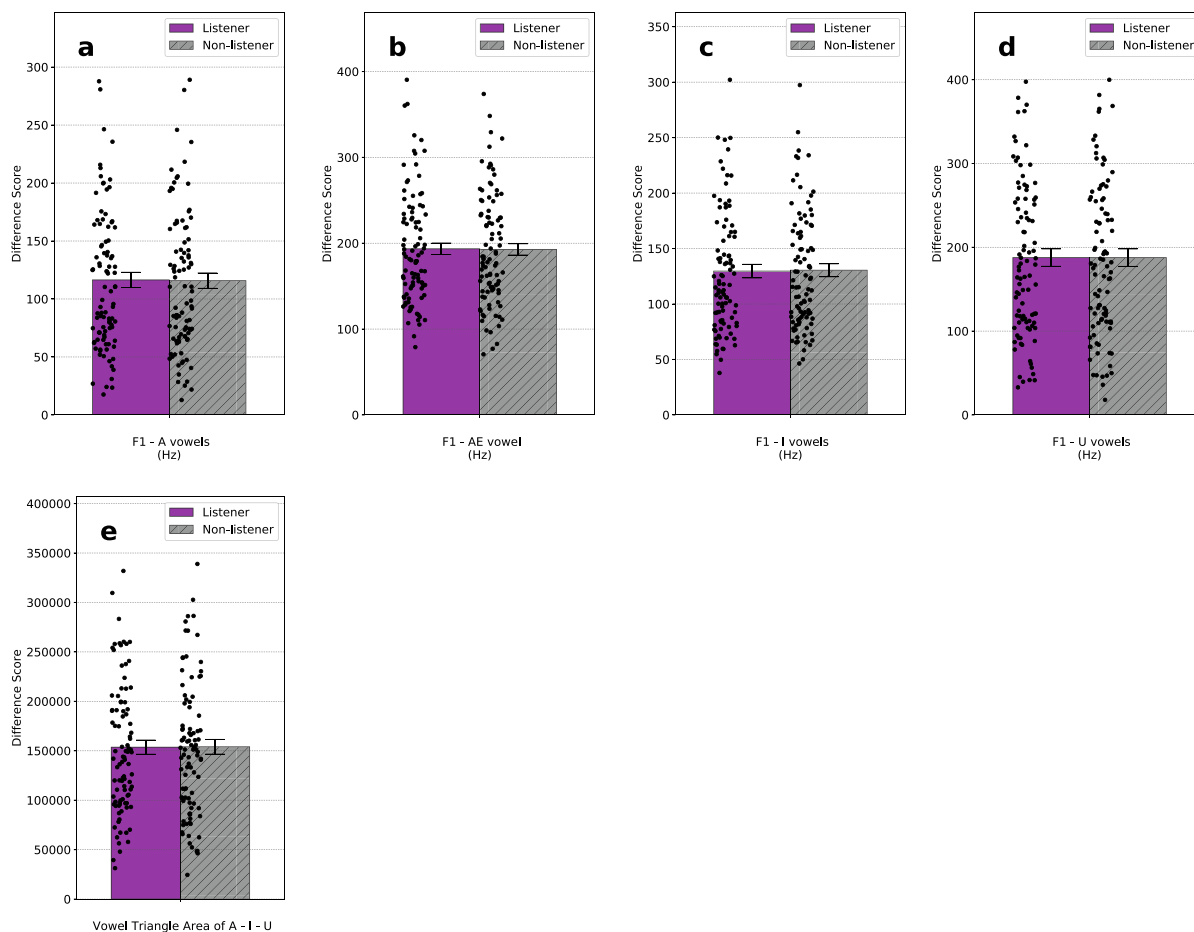 a
Listener
Non-listener
300
250
200
150
100
50
0
Difference Score
F1 - A vowels
(Hz)
b
Listener
Non-listener
400
300
200
100
0
Difference Score
F1 - AE vowel
(Hz)
c
Listener
Non-listener
350
300
250
200
150
100
50
0
Difference Score
F1 - I vowels
(Hz)
d
Listener
Non-listener
400
300
200
100
0
Difference Score
F1 - U vowels
(Hz)
e
Listener
Non-listener
400000
350000
300000
250000
200000
150000
100000
50000
0
Difference Score
Vowel Triangle Area of A - I - U